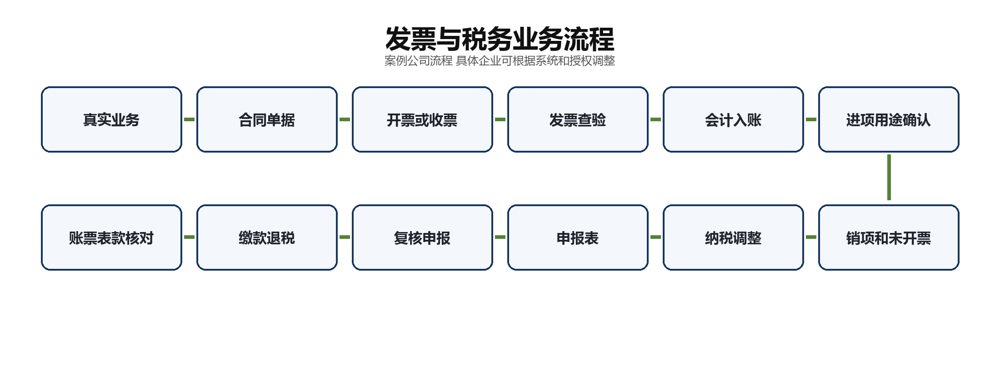 发票与税务业务流程
案例公司流程 具体企业可根据系统和授权调整
真实业务
合同单据
开票或收票
发票查验
会计入账
进项用途确认
账票表款核对
缴款退税
复核申报
申报表
纳税调整
销项和未开票